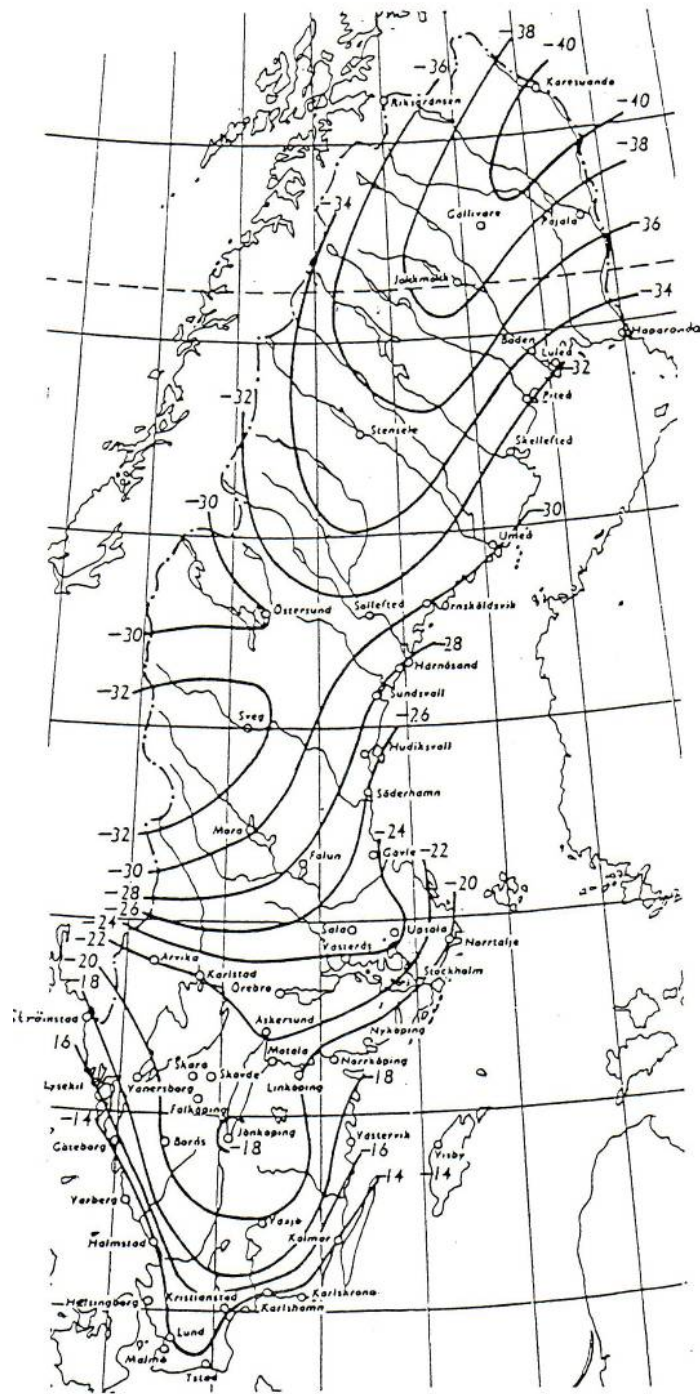 -38
-40
-36
Karesuando
Riksgränsen
-40
-38
-34
Gällivare
Pajala
-36
Jokkmokk
-34
Haparanda
Boden
Luleå
-32
Piteå
-32
Stensele
Skellefteå
-30
-30
Umeå
Östersund
Sollefteå
Örnsköldsvik
-30
-28
Härnösand
-32
Sundsvall
Sveg
-26
Hudiksvall
Söderhamn
-32
Mora
-24
-22
-30
Falun
Gävle
-28
-20
-26
-24
Sala
Upsala
-22
Västerås
Norrtälje
-20
Arvika
-18
Karlstad
Stockholm
Örebro
Strömstad
Askersund
Nyköping
16
Motala
Norrköping
Skara
Skövde
-18
Lysekil
Vänersborg
Linköping
Falköping
-14
Jönköping
Göteborg
Borås
-18
Västervik
Visby
-16
-14
-14
Varberg
Växjö
Halmstad
Kalmar
Helsingborg
Kristianstad
Karlskrona
Karlshamn
Lund
Malmö
Ystad